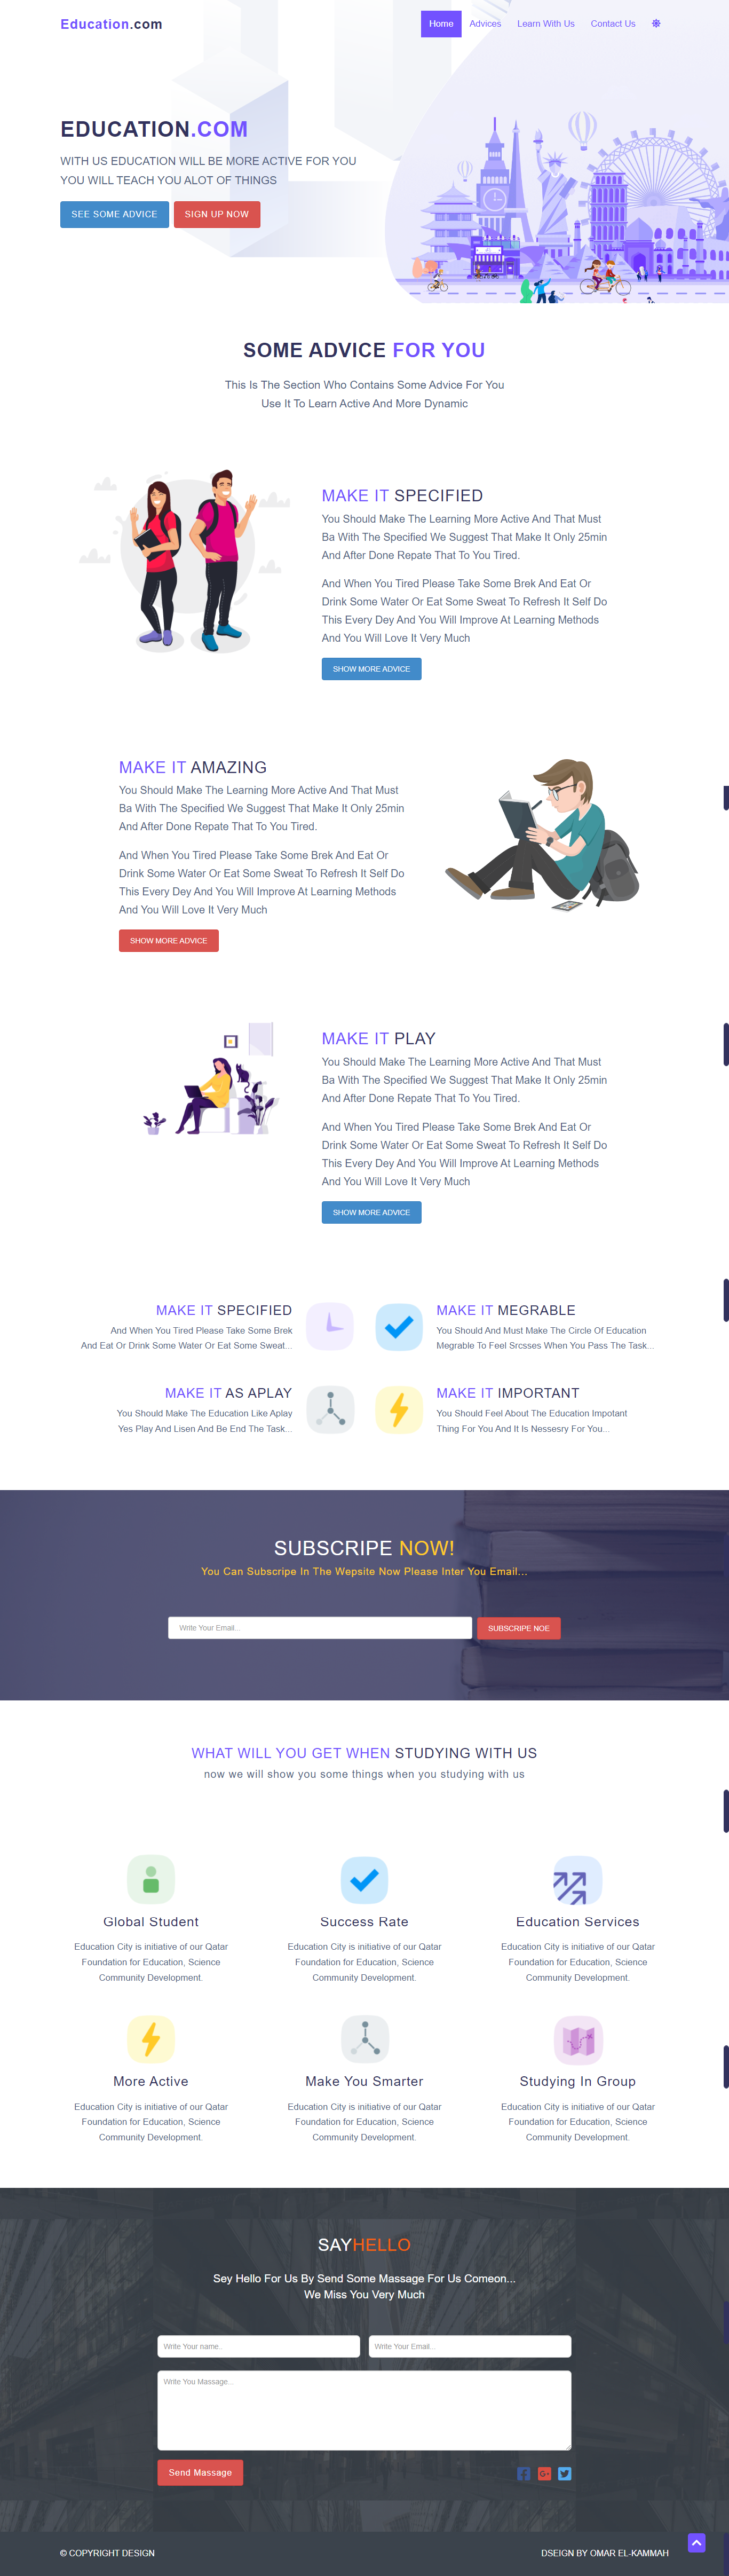 Education.com
Home Advices Learn With Us Contact Us
EDUCATION.COM
WITH US EDUCATION WILL BE MORE ACTIVE FOR YOU
YOU WILL TEACH YOU ALOT OF THINGS
SEE SOME ADVICE SIGN UP NOW
SOME ADVICE FOR YOU
This Is The Section Who Contains Some Advice For You
Use It To Learn Active And More Dynamic
MAKE IT SPECIFIED
You Should Make The Learning More Active And That Must
Ba With The Specified We Suggest That Make It Only 25min
And After Done Repate That To You Tired.
And When You Tired Please Take Some Brek And Eat Or
Drink Some Water Or Eat Some Sweat To Refresh It Self Do
This Every Dey And You Will Improve At Learning Methods
And You Will Love It Very Much
SHOW MORE ADVICE
MAKE IT AMAZING
You Should Make The Learning More Active And That Must
Ba With The Specified We Suggest That Make It Only 25min
And After Done Repate That To You Tired.
And When You Tired Please Take Some Brek And Eat Or
Drink Some Water Or Eat Some Sweat To Refresh It Self Do
This Every Dey And You Will Improve At Learning Methods
And You Will Love It Very Much
SHOW MORE ADVICE
MAKE IT PLAY
You Should Make The Learning More Active And That Must
Ba With The Specified We Suggest That Make It Only 25min
And After Done Repate That To You Tired.
And When You Tired Please Take Some Brek And Eat Or
Drink Some Water Or Eat Some Sweat To Refresh It Self Do
This Every Dey And You Will Improve At Learning Methods
And You Will Love It Very Much
SHOW MORE ADVICE
MAKE IT SPECIFIED
And When You Tired Please Take Some Brek
And Eat Or Drink Some Water Or Eat Some Sweat...
MAKE IT MEGRABLE
You Should And Must Make The Circle Of Education
Megrable To Feel Srcsses When You Pass The Task...
MAKE IT AS APLAY
You Should Make The Education Like Aplay
Yes Play And Lisen And Be End The Task...
MAKE IT IMPORTANT
You Should Feel About The Education Impotant
Thing For You And It Is Nessesry For You...
SUBSCRIPE NOW!
You Can Subscripe In The Wepsite Now Please Inter You Email...
Write Your Email... SUBSCRIPE NOE
WHAT WILL YOU GET WHEN STUDYING WITH US
now we will show you some things when you studying with us
Global Student
Education City is initiative of our Qatar
Foundation for Education, Science
Community Development.
Success Rate
Education City is initiative of our Qatar
Foundation for Education, Science
Community Development.
Education Services
Education City is initiative of our Qatar
Foundation for Education, Science
Community Development.
More Active
Education City is initiative of our Qatar
Foundation for Education, Science
Community Development.
Make You Smarter
Education City is initiative of our Qatar
Foundation for Education, Science
Community Development.
Studying In Group
Education City is initiative of our Qatar
Foundation for Education, Science
Community Development.
SAYHELLO
Sey Hello For Us By Send Some Massage For Us Comeon...
We Miss You Very Much
Write Your name.. Write Your Email...
Write You Massage...
Send Massage
© COPYRIGHT DESIGN DSEIGN BY OMAR EL-KAMMAH